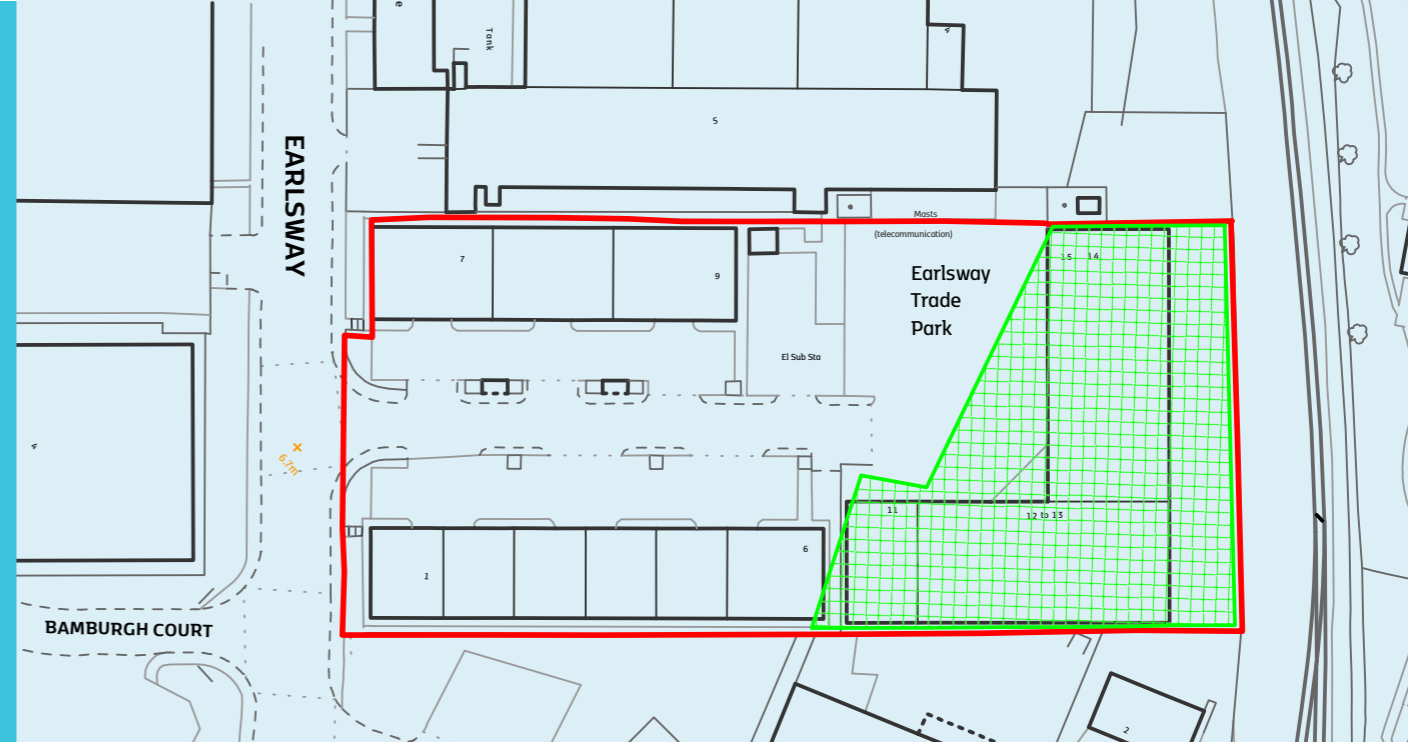 Tank
4
5
EARLSWAY
Masts
(telecommunication)
7
9
15
14
Earlsway
Trade
Park
El Sub Sta
4
6.7m
11
12 to 13
6
1
BAMBURGH COURT
2